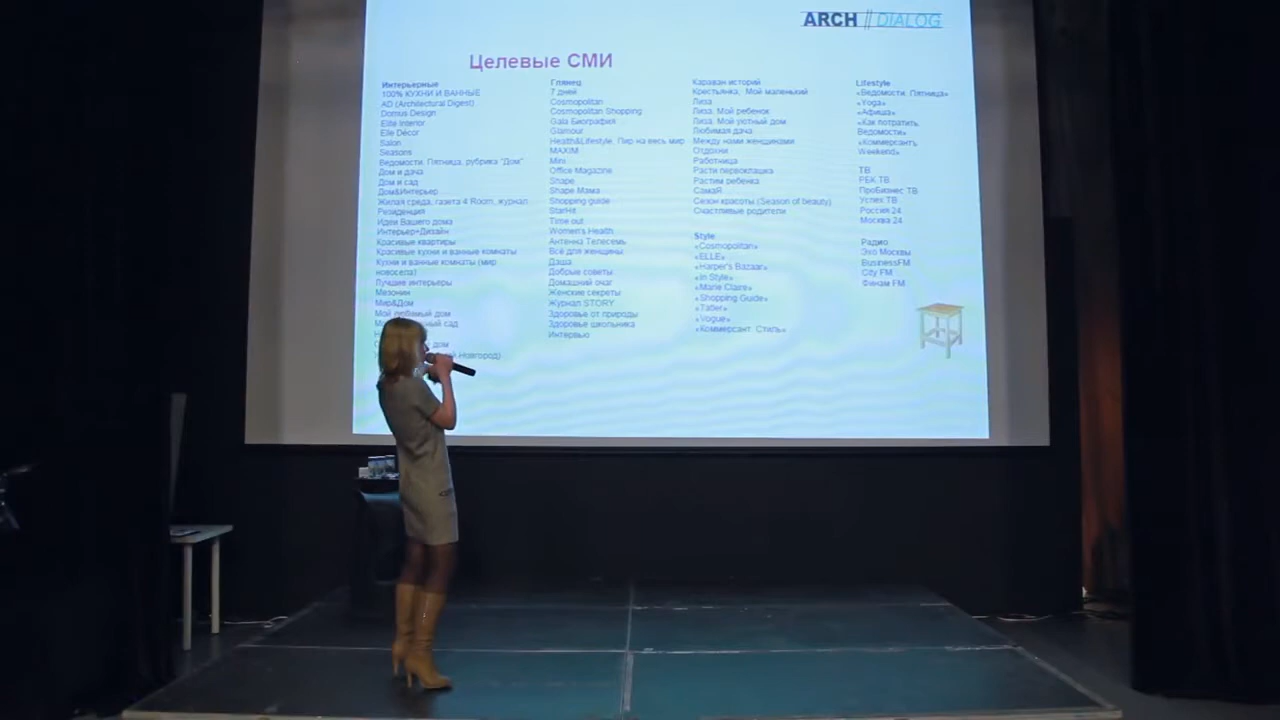 ARCH || DIALOG
Целевые СМИ
Интерьерные
100% КУХНИ И ВАННЫЕ
AD (Architectural Digest)
Domus Design
Elite Interior
Elle Décor
Salon
Seasons
Ведомости. Пятница, рубрика "Дом"
Дом и дача
Дом и сад
Дом&Интерьер
Жилая среда, газета 4 Room, журнал
Резиденция
Идеи Вашего дома
Интерьер+Дизайн
Красивые квартиры
Красивые кухни и ванные комнаты
Кухни и ванные комнаты (мир
новосела)
Лучшие интерьеры
Мезонин
Мир&Дом
Мой любимый дом
сад
дом
Новгород)
Глянец
7 дней
Cosmopolitan
Cosmopolitan Shopping
Gala Биография
Glamour
Health&Lifestyle. Пир на весь мир
MAXIM
Mini
Office Magazine
Shape
Shape Мама
Shopping guide
StarHit
Time out
Women's Health
Антенна Телесемь
Всё для женщины
Даша
Добрые советы
Домашний очаг
Женские секреты
Журнал STORY
Здоровье от природы
Здоровье школьника
Интервью
Караван историй
Крестьянка, Мой маленький
Лиза
Лиза. Мой ребенок
Лиза. Мой уютный дом
Любимая дача
Между нами женщинами
Отдохни
Работница
Расти первоклашка
Растим ребенка
СамаЯ
Сезон красоты (Season of beauty)
Счастливые родители
Style
«Cosmopolitan»
«ELLE»
«Harper's Bazaar»
«In Style»
«Marie Claire»
«Shopping Guide»
«Tatler»
«Vogue»
«Коммерсант. Стиль»
Lifestyle
«Ведомости. Пятница»
«Yoga»
«Афиша»
«Как потратить.
Ведомости»
«Коммерсантъ.
Weekend»
ТВ
РБК ТВ
ПроБизнес ТВ
Успех ТВ
Россия 24
Москва 24
Радио
Эхо Москвы
BusinessFM
City FM
Финам FM